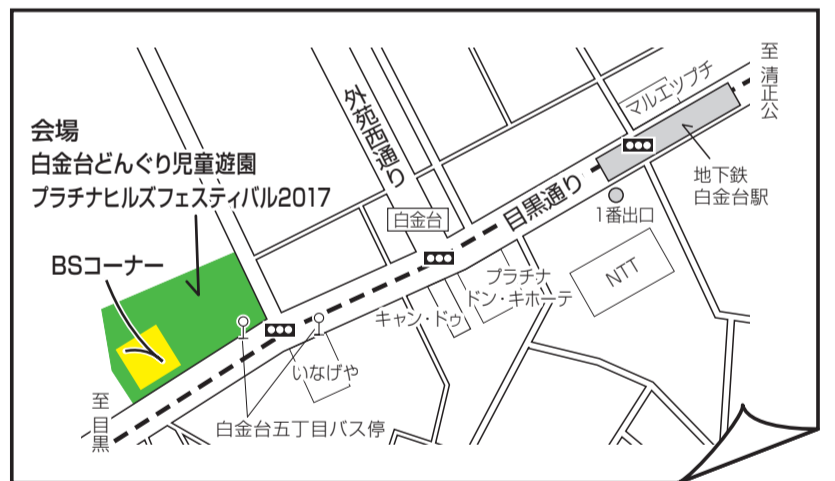 会場
白金台どんぐり児童遊園
プラチナヒルズフェスティバル2017
BSコーナー
外苑西通り
白金台
目黒通り
マルエツプチ
至清正公
地下鉄
白金台駅
1番出口
NTT
プラチナ
ドン・キホーテ
キャン・ドゥ
いなげや
白金台五丁目バス停
至目黒